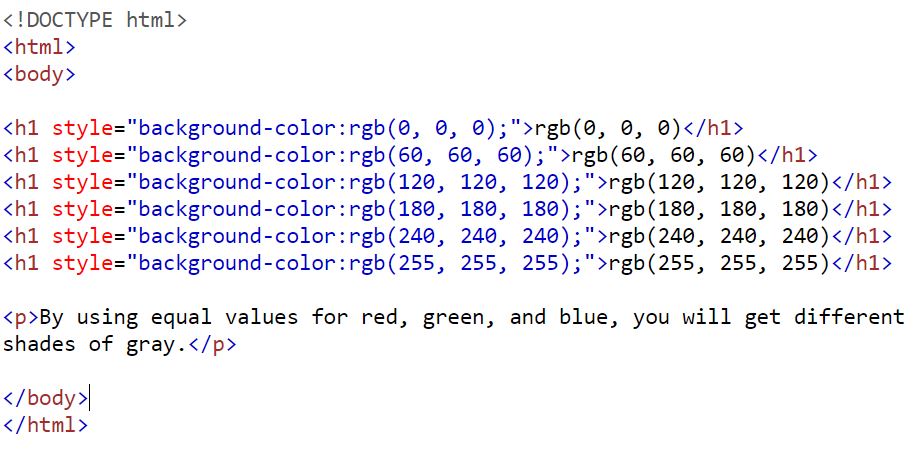 <!DOCTYPE html>
<html>
<body>
<h1 style="background-color:rgb(0, 0, 0);">rgb(0, 0, 0)</h1>
<h1 style="background-color:rgb(60, 60, 60);">rgb(60, 60, 60)</h1>
<h1 style="background-color:rgb(120, 120, 120);">rgb(120, 120, 120)</h1>
<h1 style="background-color:rgb(180, 180, 180);">rgb(180, 180, 180)</h1>
<h1 style="background-color:rgb(240, 240, 240);">rgb(240, 240, 240)</h1>
<h1 style="background-color:rgb(255, 255, 255);">rgb(255, 255, 255)</h1>
<p>By using equal values for red, green, and blue, you will get different
shades of gray.</p>
</body>
</html>